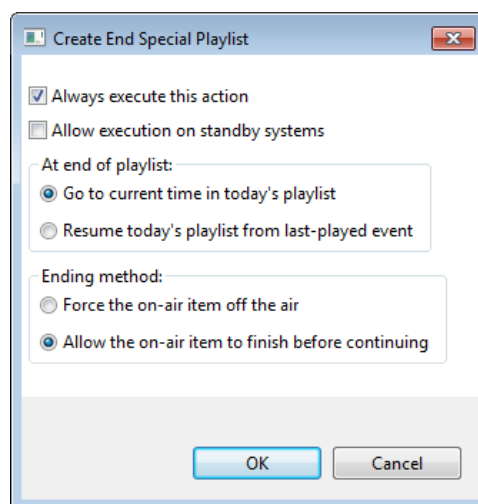 Create End Special Playlist
Always execute this action
Allow execution on standby systems
At end of playlist:
Go to current time in today's playlist
Resume today's playlist from last-played event
Ending method:
Force the on-air item off the air
Allow the on-air item to finish before continuing
OK
Cancel